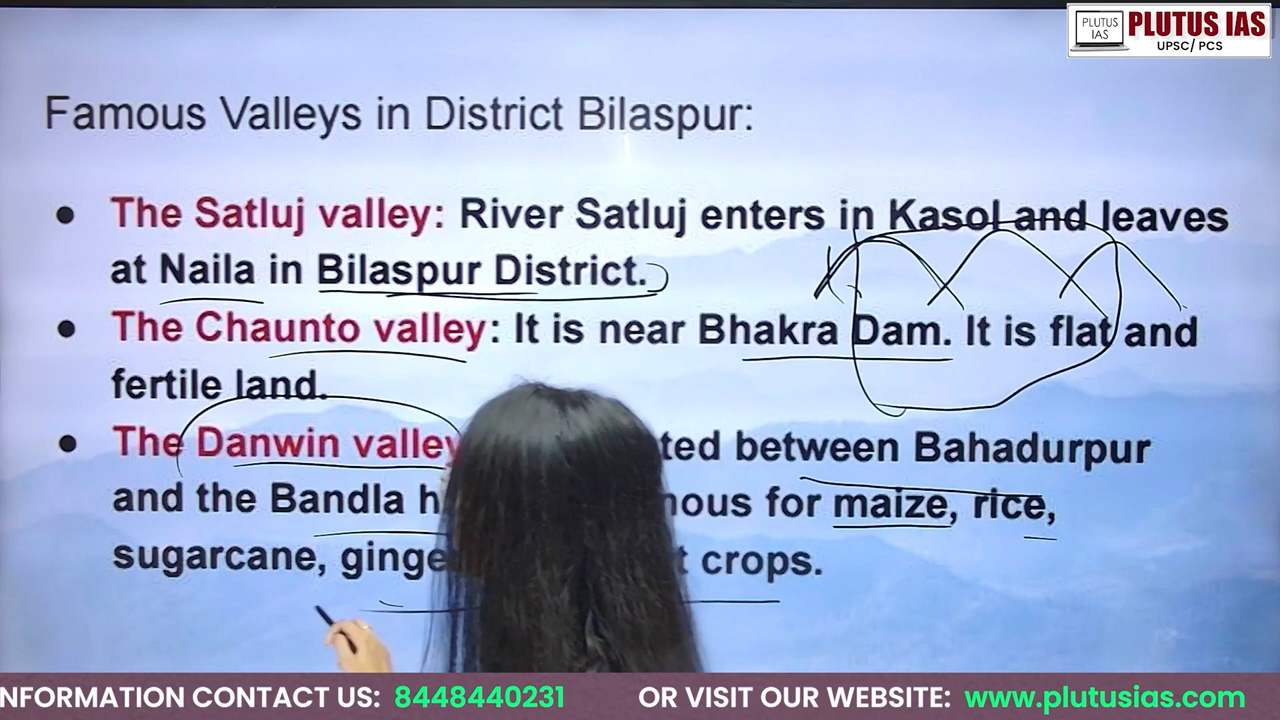 PLUTUS IAS
PLUTUS IAS
UPSC/ PCS
Famous Valleys in District Bilaspur:
● The Satluj valley: River Satluj enters in Kasol and leaves
at Naila in Bilaspur District.
● The Chaunto valley: It is near Bhakra Dam. It is flat and
fertile land.
● The Danwin valley between Bahadurpur
and the Bandla for maize, rice,
sugarcane, crops.
NFORMATION CONTACT US: 8448440231 OR VISIT OUR WEBSITE: www.plutusias.com